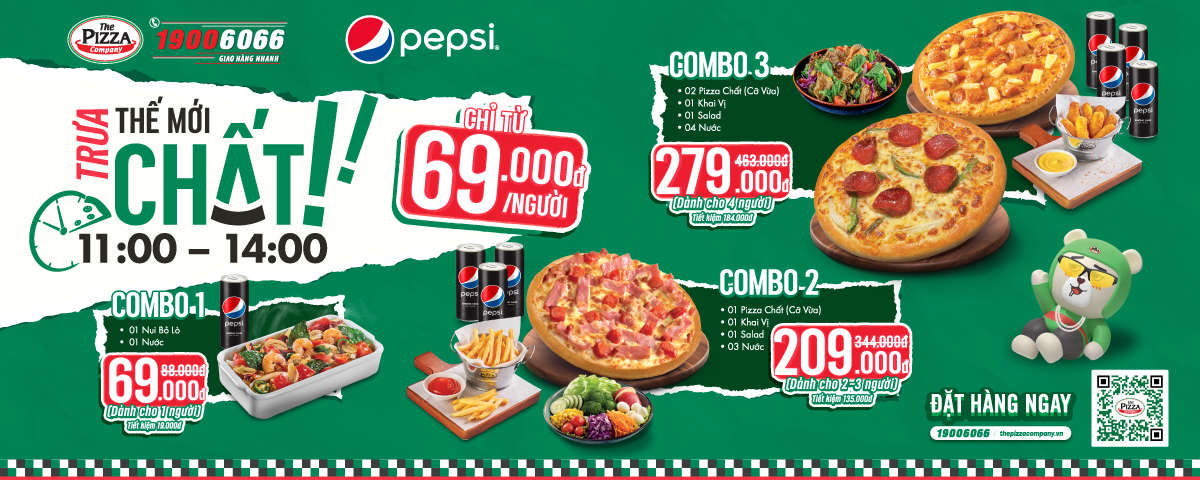 The
PIZZA
Company
19006066
GIAO HÀNG NHANH
pepsi
TRƯA
THẾ MỚI
CHẤT!!
11:00 – 14:00
CHỈ TỪ
69.000đ
/NGƯỜI
COMBO 3
• 02 Pizza Chất (Cỡ Vừa)
• 01 Khai Vị
• 01 Salad
• 04 Nước
463.000đ
279.000đ
(Dành cho 4 người)
Tiết kiệm 184.000đ
COMBO 1
• 01 Nui Bỏ Lò
• 01 Nước
88.000đ
69.000đ
(Dành cho 1 người)
Tiết kiệm 19.000đ
pepsi
pepsi
pepsi
COMBO 2
• 01 Pizza Chất (Cỡ Vừa)
• 01 Khai Vị
• 01 Salad
• 03 Nước
344.000đ
209.000đ
(Dành cho 2-3 người)
Tiết kiệm 135.000đ
ĐẶT HÀNG NGAY
19006066 thepizzacompany.vn
The
PIZZA